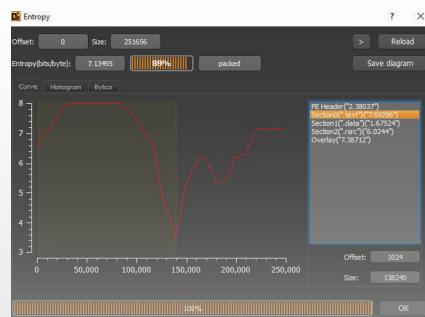 Entropy ? ×
Offset: 0 Size: 251656 > Reload
Entropy(bits/byte): 7.13495 89% packed Save diagram
Curve Histogram Bytes
8
7
6
5
4
3
0 50,000 100,000 150,000 200,000 250,000
PE Header("2.38037")
Section0(".text")("7.69296")
Section1(".data")("1.67524")
Section2(".rsrc")("6.0244")
Overlay("7.38712")
Offset: 1024
Size: 138240
100% OK